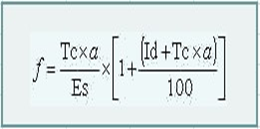 f = Tc×a/Es × [1 + (Id + Tc × a)/100]